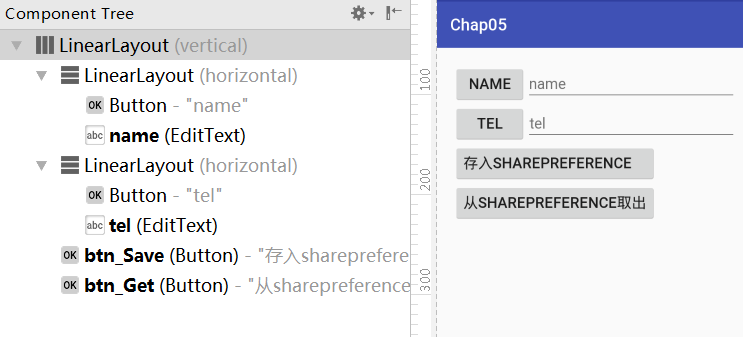 Component Tree
LinearLayout (vertical)
LinearLayout (horizontal)
OK Button - "name"
abc name (EditText)
LinearLayout (horizontal)
OK Button - "tel"
abc tel (EditText)
OK btn_Save (Button) - "存入shareprefere
OK btn_Get (Button) - "从sharepreference
100
200
300
Chap05
NAME name
TEL tel
存入SHAREPREFERENCE
从SHAREPREFERENCE取出